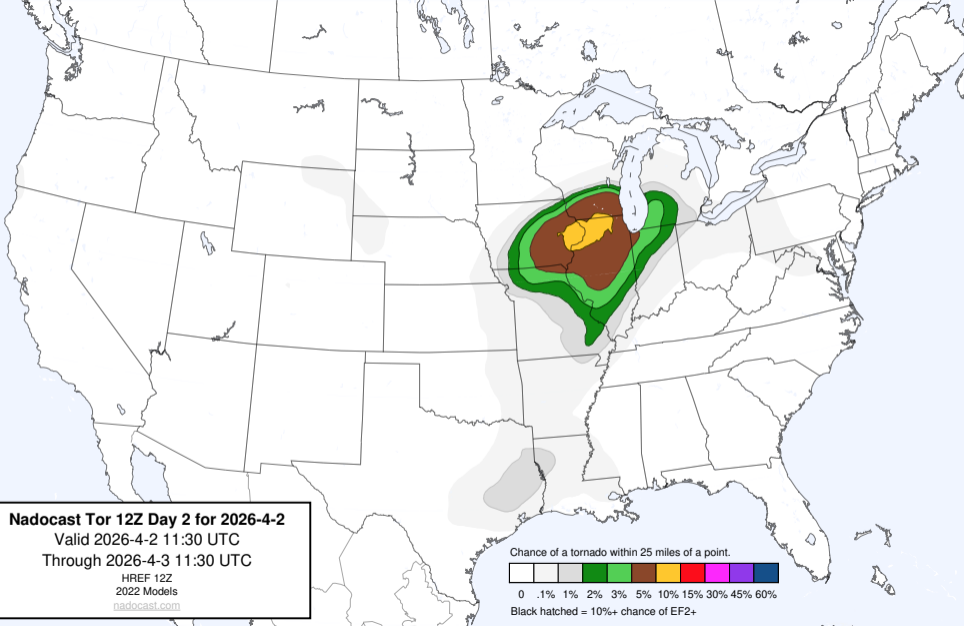 Nadocast Tor 12Z Day 2 for 2026-4-2
Valid 2026-4-2 11:30 UTC
Through 2026-4-3 11:30 UTC
HREF 12Z
2022 Models
nadocast.com
Chance of a tornado within 25 miles of a point.
0 .1% 1% 2% 3% 5% 10% 15% 30% 45% 60%
Black hatched = 10%+ chance of EF2+